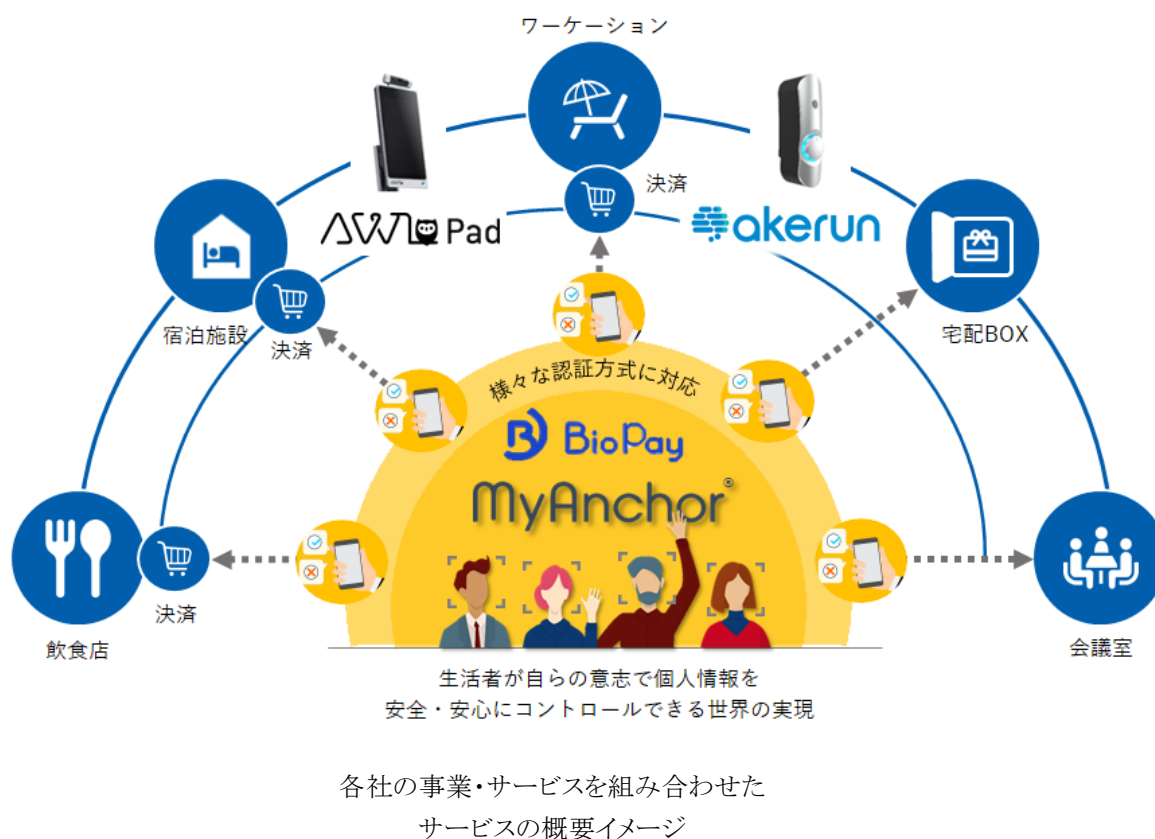 ワーケーション
決済
AWL Pad
akerun
宿泊施設
決済
宅配BOX
様々な認証方式に対応
BioPay
MyAnchor®
決済
飲食店
会議室
生活者が自らの意志で個人情報を
安全・安心にコントロールできる世界の実現
各社の事業・サービスを組み合わせた
サービスの概要イメージ